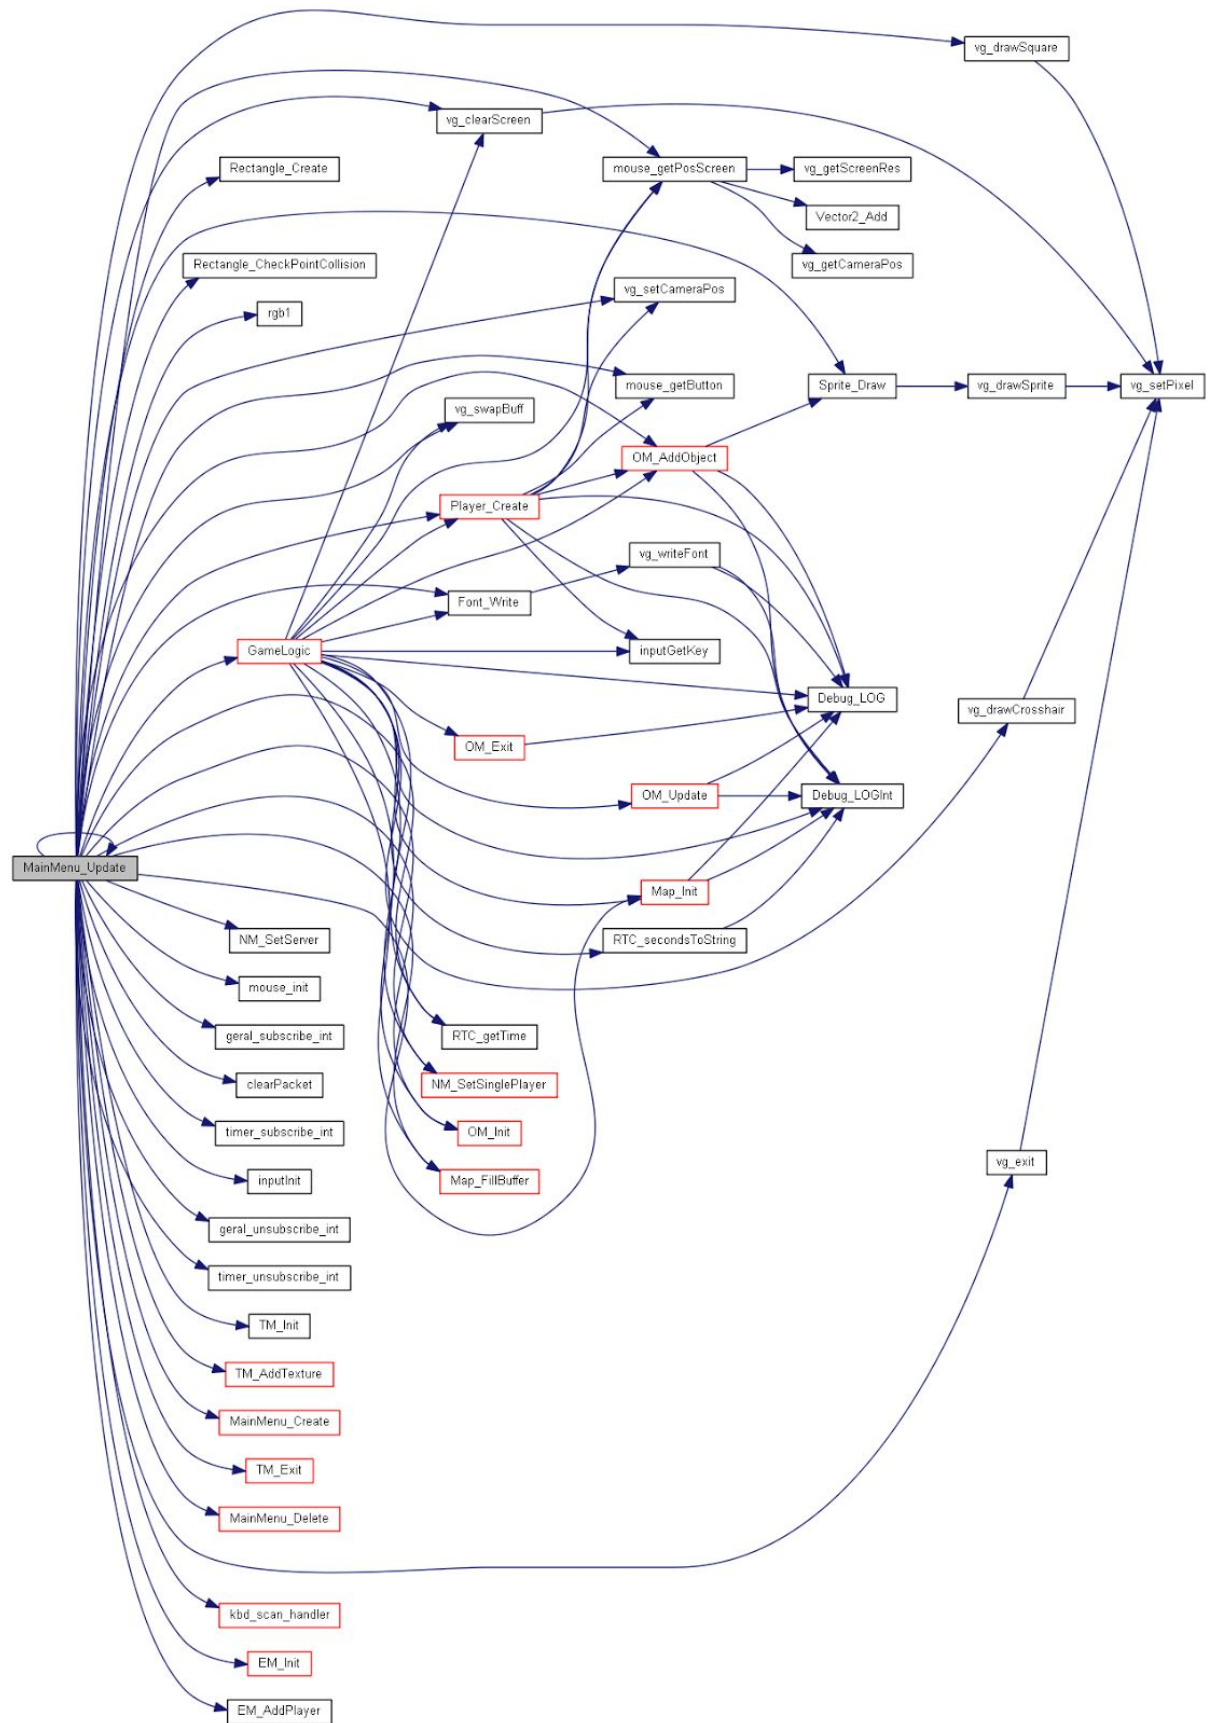 vg_drawSquare
vg_clearScreen
Rectangle_Create
mouse_getPosScreen
vg_getScreenRes
Vector2_Add
Rectangle_CheckPointCollision
vg_getCameraPos
vg_setCameraPos
rgb1
mouse_getButton
Sprite_Draw
vg_drawSprite
vg_setPixel
vg_swapBuff
OM_AddObject
Player_Create
vg_writeFont
Font_Write
GameLogic
inputGetKey
Debug_LOG
vg_drawCrosshair
OM_Exit
OM_Update
Debug_LOGInt
MainMenu_Update
Map_Init
NM_SetServer
RTC_secondsToString
mouse_init
geral_subscribe_int
RTC_getTime
clearPacket
NM_SetSinglePlayer
timer_subscribe_int
OM_Init
vg_exit
inputInit
Map_FillBuffer
geral_unsubscribe_int
timer_unsubscribe_int
TM_Init
TM_AddTexture
MainMenu_Create
TM_Exit
MainMenu_Delete
kbd_scan_handler
EM_Init
EM_AddPlayer